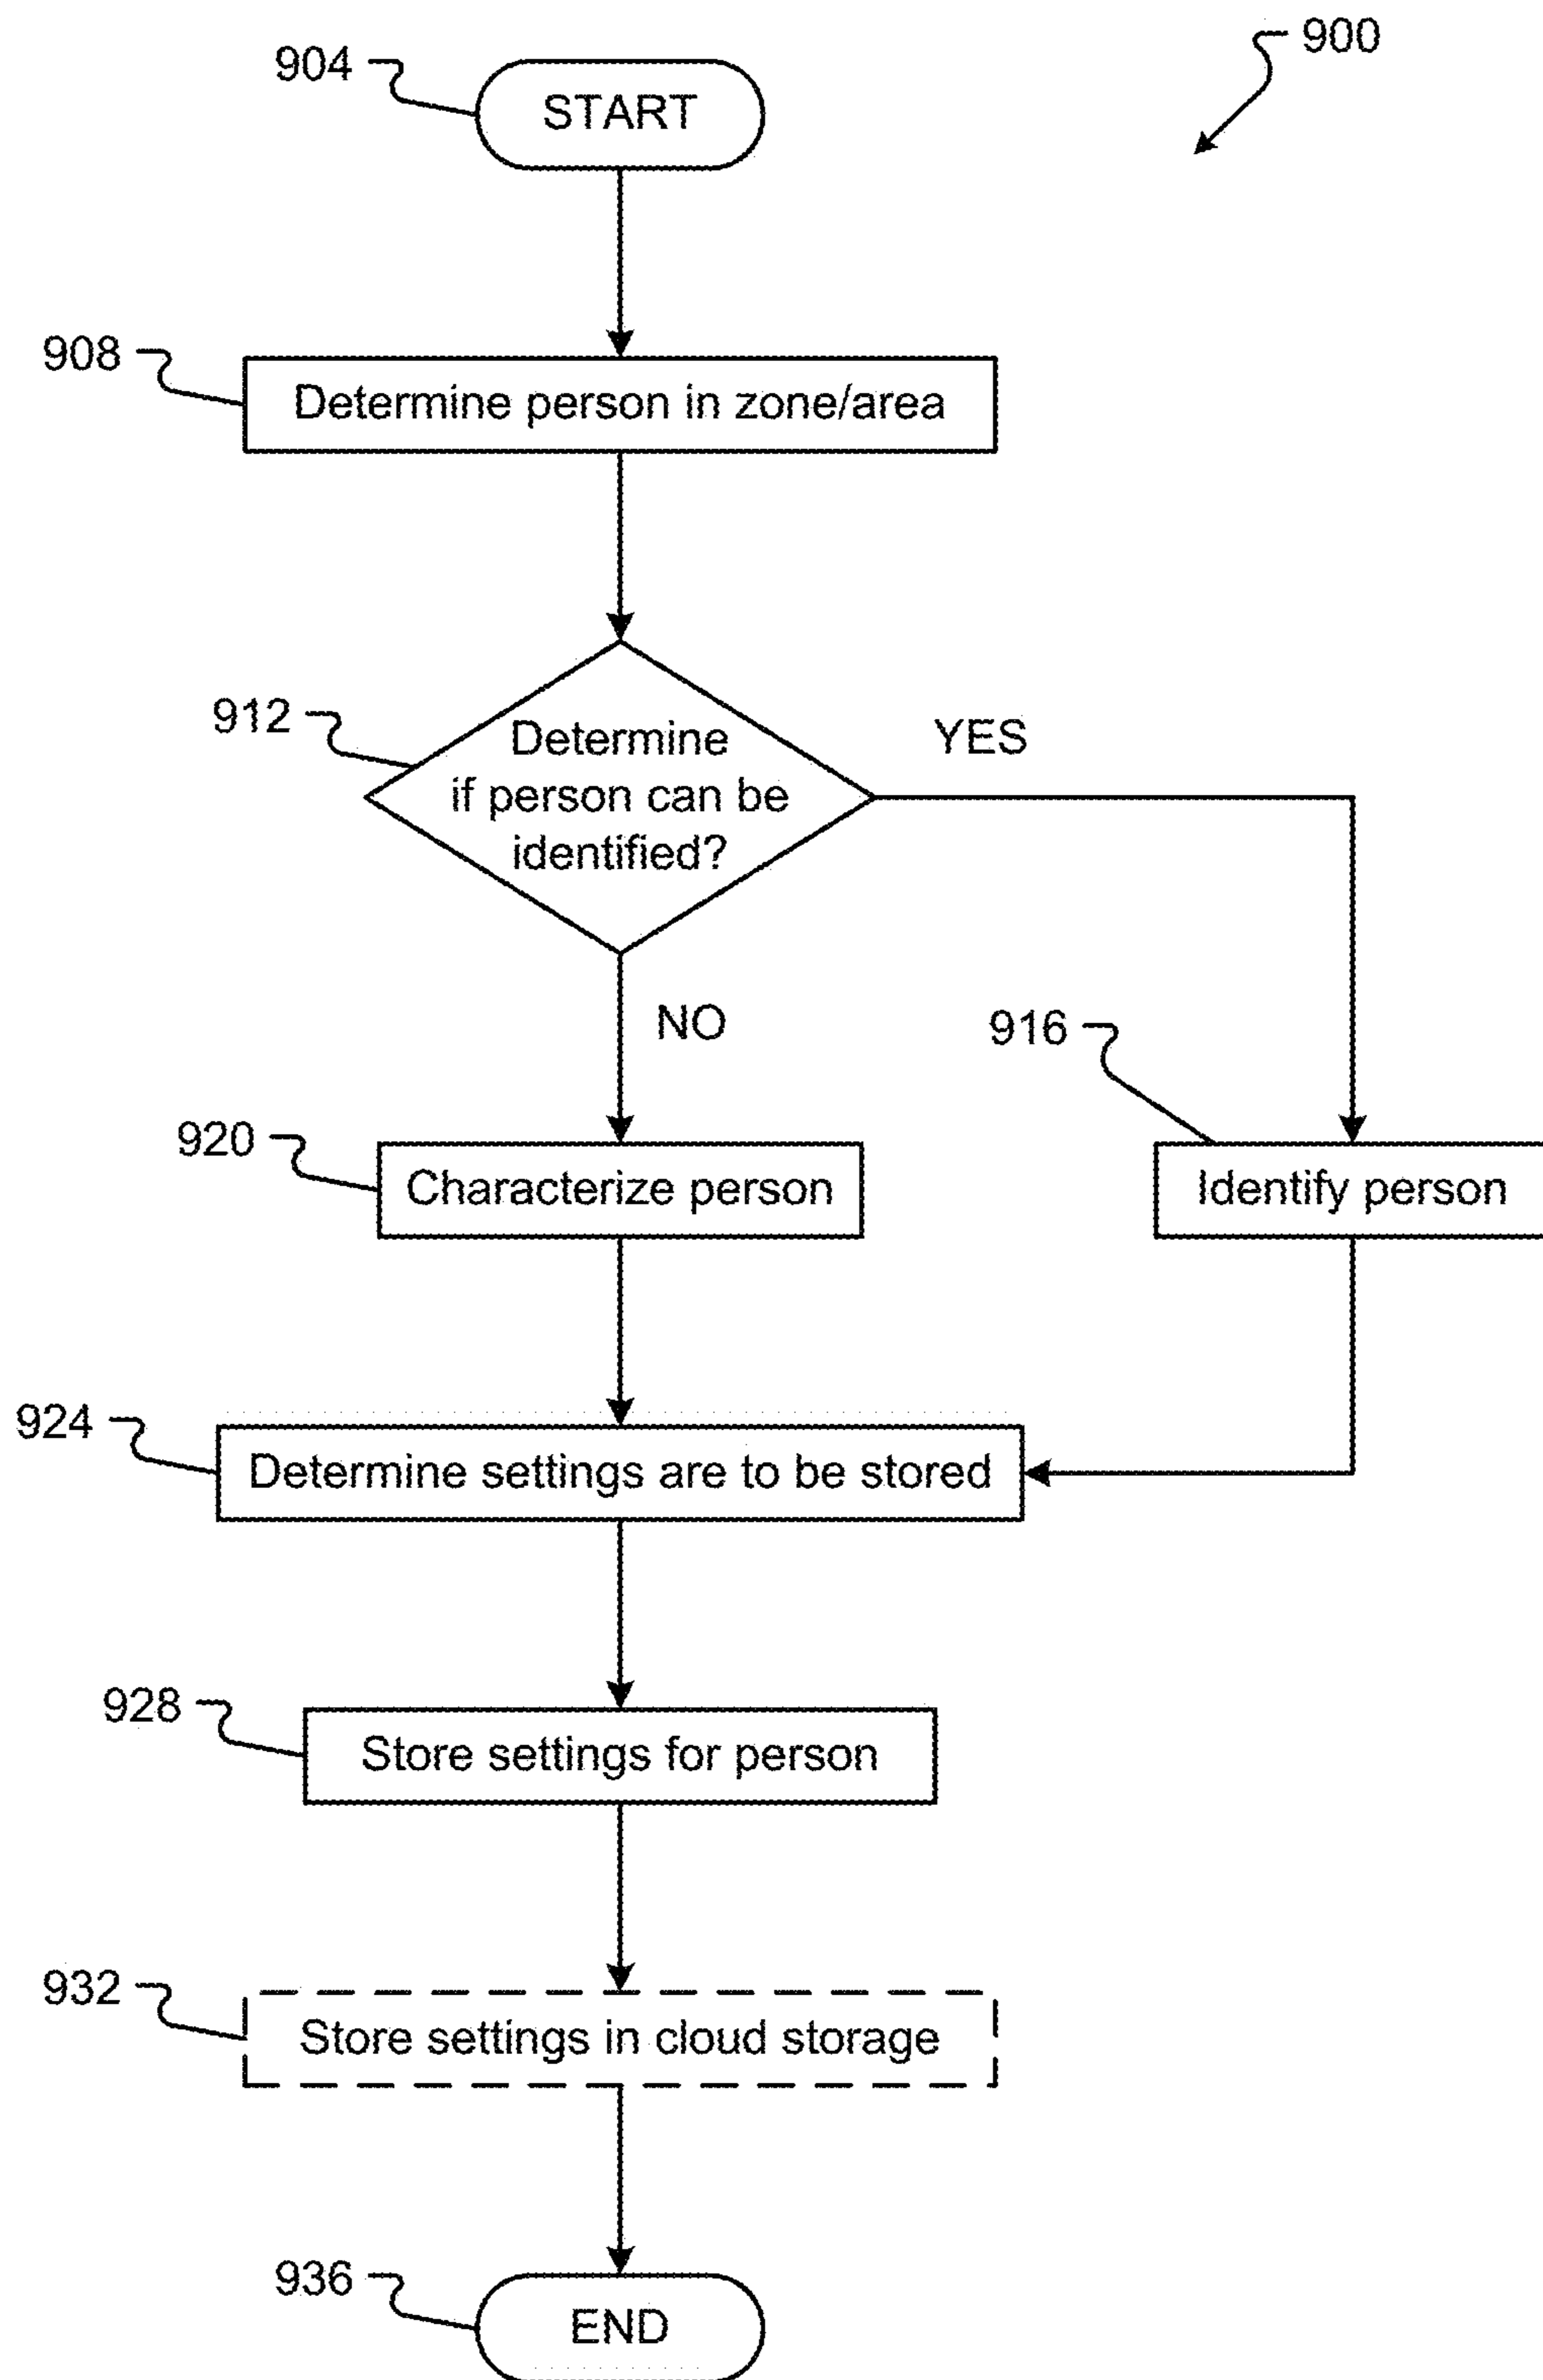 900
904
START
908
Determine person in zone/area
912
Determine
if person can be
identified?
YES
NO
916
920
Characterize person
Identify person
924
Determine settings are to be stored
928
Store settings for person
932
Store settings in cloud storage
936
END